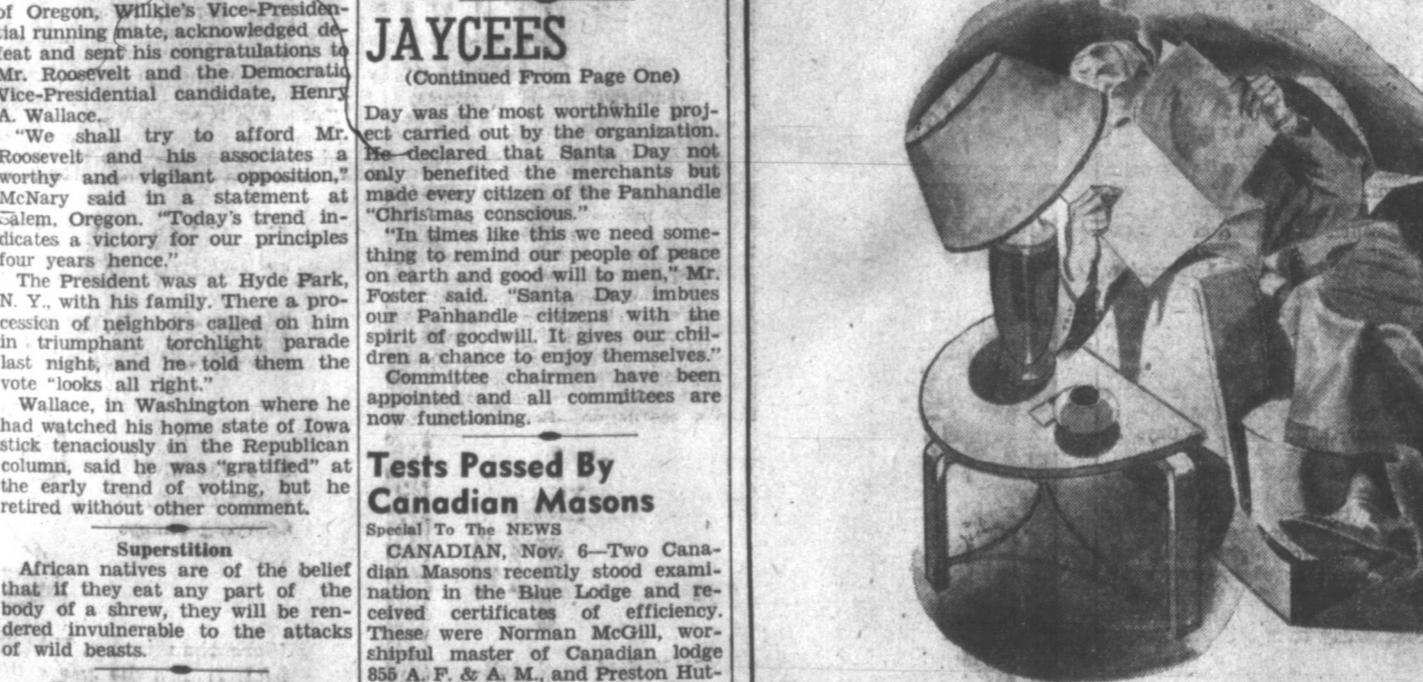 of Oregon, Willkie's Vice-Presiden-
tial running mate, acknowledged de-
feat and sent his congratulations to
Mr. Roosevelt and the Democratic
Vice-Presidential candidate, Henry
A. Wallace.
"We shall try to afford Mr.
Roosevelt and his associates a
worthy and vigilant opposition,"
McNary said in a statement at
Salem, Oregon. "Today's trend in-
dicates a victory for our principles
four years hence."
The President was at Hyde Park,
N. Y., with his family. There a pro-
cession of neighbors called on him
in triumphant torchlight parade
last night, and he told them the
vote "looks all right."
Wallace, in Washington where he
had watched his home state of Iowa
stick tenaciously in the Republican
column, said he was "gratified" at
the early trend of voting, but he
retired without other comment.
Superstition
African natives are of the belief
that if they eat any part of the
body of a shrew, they will be ren-
dered invulnerable to the attacks
of wild beasts.
JAYCEES
(Continued From Page One)
Day was the most worthwhile proj-
ect carried out by the organization.
He declared that Santa Day not
only benefited the merchants but
made every citizen of the Panhandle
"Christmas conscious."
"In times like this we need some-
thing to remind our people of peace
on earth and good will to men," Mr.
Foster said. "Santa Day imbues
our Panhandle citizens with the
spirit of goodwill. It gives our chil-
dren a chance to enjoy themselves."
Committee chairmen have been
appointed and all committees are
now functioning.
Tests Passed By
Canadian Masons
Special To The NEWS
CANADIAN, Nov. 6—Two Cana-
dian Masons recently stood exami-
nation in the Blue Lodge and re-
ceived certificates of efficiency.
These were Norman McGill, wor-
shipful master of Canadian lodge
855 A. F. & A. M., and Preston Hut-